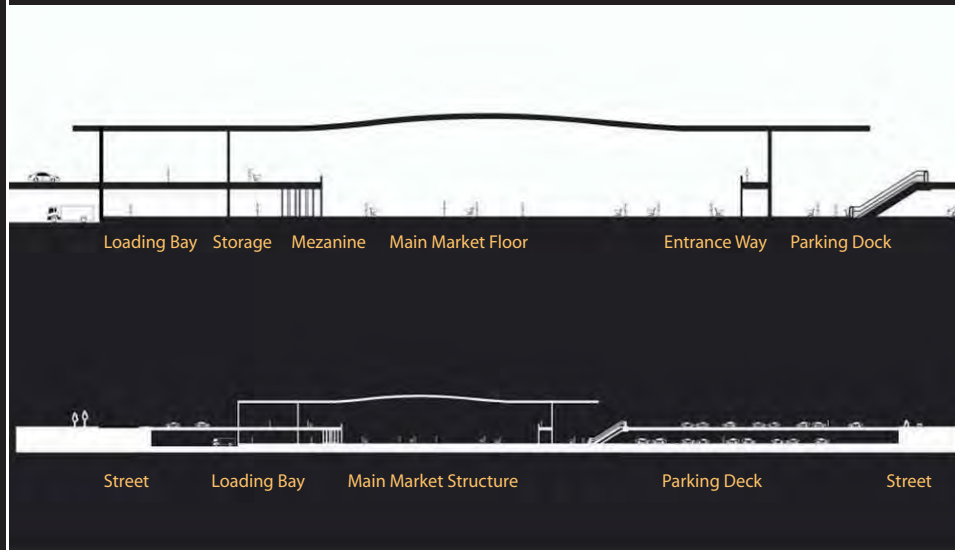 Loading Bay Storage Mezanine Main Market Floor Entrance Way Parking Dock
Street Loading Bay Main Market Structure Parking Deck Street